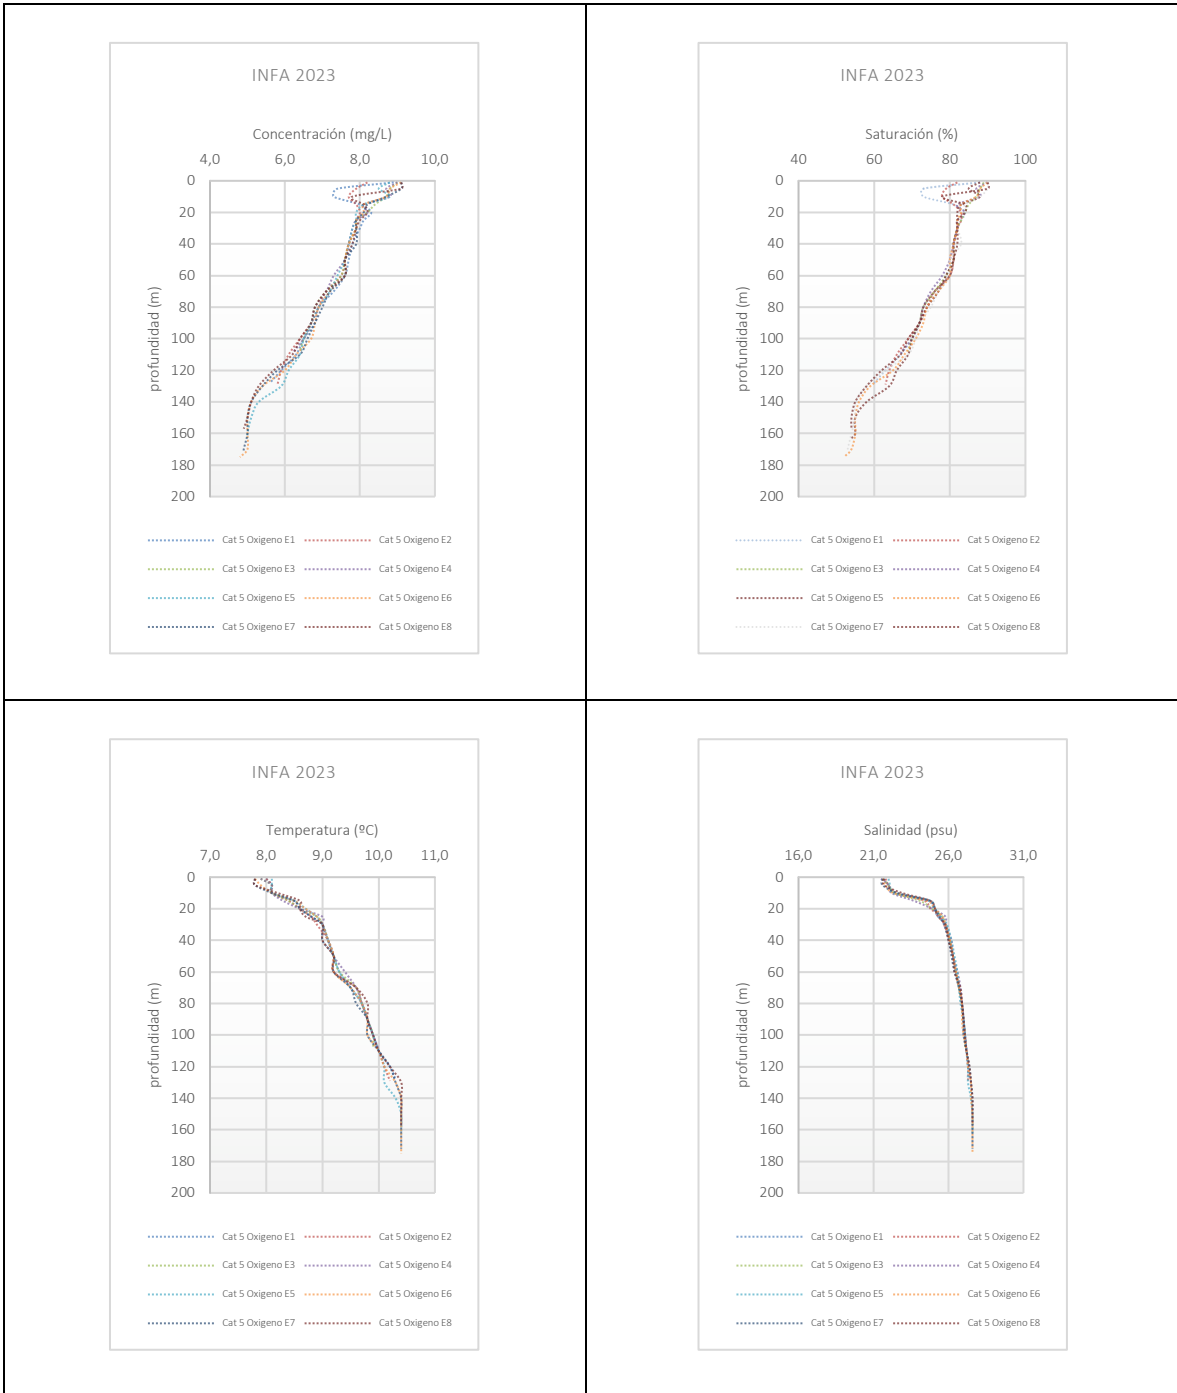 INFA 2023
Concentración (mg/L)
4,0 6,0 8,0 10,0
0
20
40
60
80
100
120
140
160
180
200
profundidad (m)
Cat 5 Oxigeno E1 Cat 5 Oxigeno E2
Cat 5 Oxigeno E3 Cat 5 Oxigeno E4
Cat 5 Oxigeno E5 Cat 5 Oxigeno E6
Cat 5 Oxigeno E7 Cat 5 Oxigeno E8
INFA 2023
Saturación (%)
40 60 80 100
0
20
40
60
80
100
120
140
160
180
200
profundidad (m)
Cat 5 Oxigeno E1 Cat 5 Oxigeno E2
Cat 5 Oxigeno E3 Cat 5 Oxigeno E4
Cat 5 Oxigeno E5 Cat 5 Oxigeno E6
Cat 5 Oxigeno E7 Cat 5 Oxigeno E8
INFA 2023
Temperatura (ºC)
7,0 8,0 9,0 10,0 11,0
0
20
40
60
80
100
120
140
160
180
200
profundidad (m)
Cat 5 Oxigeno E1 Cat 5 Oxigeno E2
Cat 5 Oxigeno E3 Cat 5 Oxigeno E4
Cat 5 Oxigeno E5 Cat 5 Oxigeno E6
Cat 5 Oxigeno E7 Cat 5 Oxigeno E8
INFA 2023
Salinidad (psu)
16,0 21,0 26,0 31,0
0
20
40
60
80
100
120
140
160
180
200
profundidad (m)
Cat 5 Oxigeno E1 Cat 5 Oxigeno E2
Cat 5 Oxigeno E3 Cat 5 Oxigeno E4
Cat 5 Oxigeno E5 Cat 5 Oxigeno E6
Cat 5 Oxigeno E7 Cat 5 Oxigeno E8